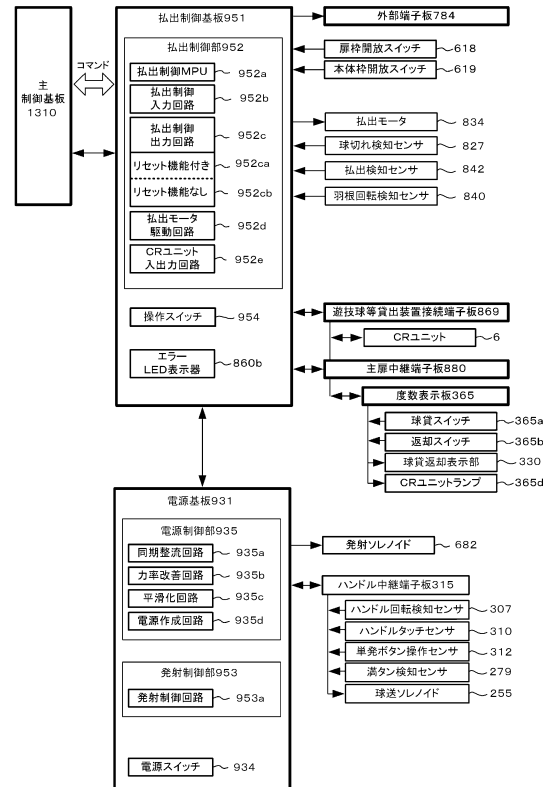 払出制御基板951
外部端子板784
払出制御部952
扉枠開放スイッチ 618
本体枠開放スイッチ 619
主
制御基板
1310
コマンド
払出制御MPU 952a
払出制御
入力回路 952b
払出制御
出力回路 952c
リセット機能付き 952ca
リセット機能なし 952cb
払出モータ
駆動回路 952d
CRユニット
入出力回路 952e
払出モータ 834
球切れ検知センサ 827
払出検知センサ 842
羽根回転検知センサ 840
操作スイッチ 954
エラー
LED表示器 860b
遊技球等貸出装置接続端子板869
CRユニット 6
主扉中継端子板880
度数表示板365
球貸スイッチ 365a
返却スイッチ 365b
球貸返却表示部 330
CRユニットランプ 365d
電源基板931
電源制御部935
同期整流回路 935a
力率改善回路 935b
平滑化回路 935c
電源作成回路 935d
発射制御部953
発射制御回路 953a
電源スイッチ 934
発射ソレノイド 682
ハンドル中継端子板315
ハンドル回転検知センサ 307
ハンドルタッチセンサ 310
単発ボタン操作センサ 312
満タン検知センサ 279
球送ソレノイド 255